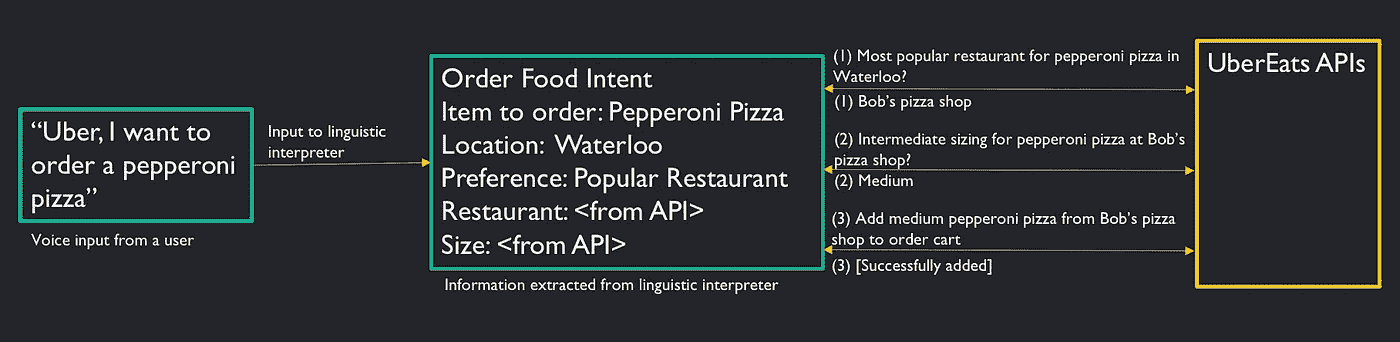 “Uber, I want to
order a pepperoni
pizza”
Voice input from a user
Input to linguistic
interpreter
Order Food Intent
Item to order: Pepperoni Pizza
Location: Waterloo
Preference: Popular Restaurant
Restaurant: <from API>
Size: <from API>
Information extracted from linguistic interpreter
(1) Most popular restaurant for pepperoni pizza in
Waterloo?
(1) Bob’s pizza shop
(2) Intermediate sizing for pepperoni pizza at Bob’s
pizza shop?
(2) Medium
(3) Add medium pepperoni pizza from Bob’s pizza
shop to order cart
(3) [Successfully added]
UberEats APIs